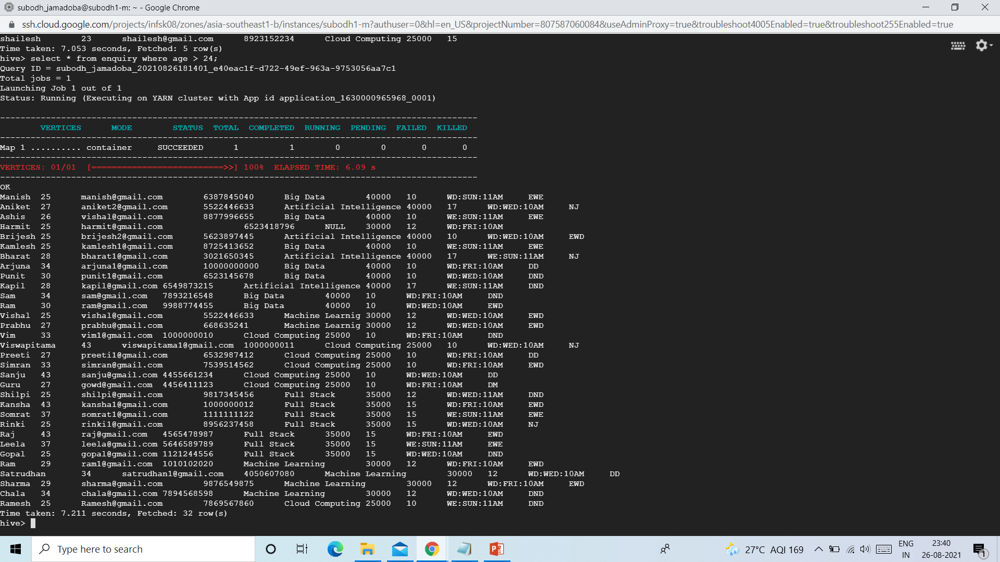 subodh_jamadoba@subodh1-m: ~ - Google Chrome
ssh.cloud.google.com/projects/infsk08/zones/asia-southeast1-b/instances/subodh1-m?authuser=0&hl=en_US&projectNumber=807587060084&useAdminProxy=true&troubleshoot4005Enabled=true&troubleshoot255Enabled=true
shailesh 23 shailesh@gmail.com 8923152234 Cloud Computing 25000 15
Time taken: 7.053 seconds, Fetched: 5 row(s)
hive> select * from enquiry where age > 24;
Query ID = subodh_jamadoba_20210826181401_e40eac1f-d722-49ef-963a-9753056aa7c1
Total jobs = 1
Launching Job 1 out of 1
Status: Running (Executing on YARN cluster with App id application_1630000965968_0001)
----------------------------------------------------------------------------------------------
VERTICES MODE STATUS TOTAL COMPLETED RUNNING PENDING FAILED KILLED
----------------------------------------------------------------------------------------------
Map 1 .......... container SUCCEEDED 1 1 0 0 0 0
----------------------------------------------------------------------------------------------
VERTICES: 01/01 [==========================>>] 100% ELAPSED TIME: 6.09 s
----------------------------------------------------------------------------------------------
OK
Manish 25 manish@gmail.com 6387845040 Big Data 40000 10 WD:SUN:11AM EWE
Aniket 27 aniket2@gmail.com 5522446633 Artificial Intelligence 40000 17 WD:WED:10AM NJ
Ashis 26 vishal@gmail.com 8877996655 Big Data 40000 10 WE:SUN:11AM EWE
Harmit 25 harmit@gmail.com 6523418796 NULL 30000 12 WD:FRI:10AM
Brijesh 25 brijesh2@gmail.com 5623897445 Artificial Intelligence 40000 10 WD:WED:10AM EWD
Kamlesh 25 kamlesh1@gmail.com 8725413652 Big Data 40000 10 WE:SUN:11AM EWE
Bharat 28 bharat1@gmail.com 3021650345 Artificial Intelligence 40000 17 WE:SUN:11AM NJ
Arjuna 34 arjuna1@gmail.com 10000000000 Big Data 40000 10 WD:FRI:10AM DD
Punit 30 punit1@gmail.com 6523145678 Big Data 40000 10 WD:WED:10AM DND
Kapil 28 kapil@gmail.com 6549873215 Artificial Intelligence 40000 17 WE:SUN:11AM DND
Sam 34 sam@gmail.com 7893216548 Big Data 40000 10 WD:FRI:10AM DND
Ram 30 ram@gmail.com 9988774455 Big Data 40000 10 WD:WED:10AM EWD
Vishal 25 vishal@gmail.com 5522446633 Machine Learnig 30000 12 WD:WED:10AM EWD
Prabhu 27 prabhu@gmail.com 668635241 Machine Learnig 30000 12 WD:WED:10AM EWD
Vim 33 vim1@gmail.com 1000000010 Cloud Computing 25000 10 WD:FRI:10AM DND
Viswapitama 43 viswapitama1@gmail.com 1000000011 Cloud Computing 25000 10 WD:WED:10AM NJ
Preeti 27 preeti1@gmail.com 6532987412 Cloud Computing 25000 10 WD:FRI:10AM DD
Simran 33 simran@gmail.com 7539514562 Cloud Computing 25000 10 WD:FRI:10AM EWD
Sanju 43 sanju@gmail.com 4455661234 Cloud Computing 25000 10 WD:WED:10AM DD
Guru 27 gowd@gmail.com 4456411123 Cloud Computing 25000 10 WD:FRI:10AM DM
Shilpi 25 shilpi@gmail.com 9817345456 Full Stack 35000 12 WD:WED:11AM DND
Kansha 43 kansha1@gmail.com 1000000012 Full Stack 35000 15 WD:FRI:10AM EWD
Somrat 37 somrat1@gmail.com 1111111122 Full Stack 35000 15 WE:SUN:11AM EWE
Rinki 25 rinki1@gmail.com 8956237458 Full Stack 35000 15 WD:WED:10AM NJ
Raj 43 raj@gmail.com 4565478987 Full Stack 35000 15 WD:FRI:10AM EWD
Leela 37 leela@gmail.com 5646589789 Full Stack 35000 15 WE:SUN:11AM EWE
Gopal 25 gopal@gmail.com 1121244556 Full Stack 35000 15 WD:WED:10AM DND
Ram 29 ram1@gmail.com 1010102020 Machine Learning 30000 12 WD:FRI:10AM EWD
Satrudhan 34 satrudhan1@gmail.com 4050607080 Machine Learning 30000 12 WD:WED:10AM DD
Sharma 29 sharma@gmail.com 9876549875 Machine Learning 30000 12 WD:FRI:10AM EWD
Chala 34 chala@gmail.com 7894568598 Machine Learning 30000 12 WD:WED:10AM DND
Ramesh 25 Ramesh@gmail.com 7869567860 Cloud Computing 25000 10 WE:SUN:11AM DND
Time taken: 7.211 seconds, Fetched: 32 row(s)
hive>
Type here to search
27°C AQI 169
ENG
IN
23:40
26-08-2021
1